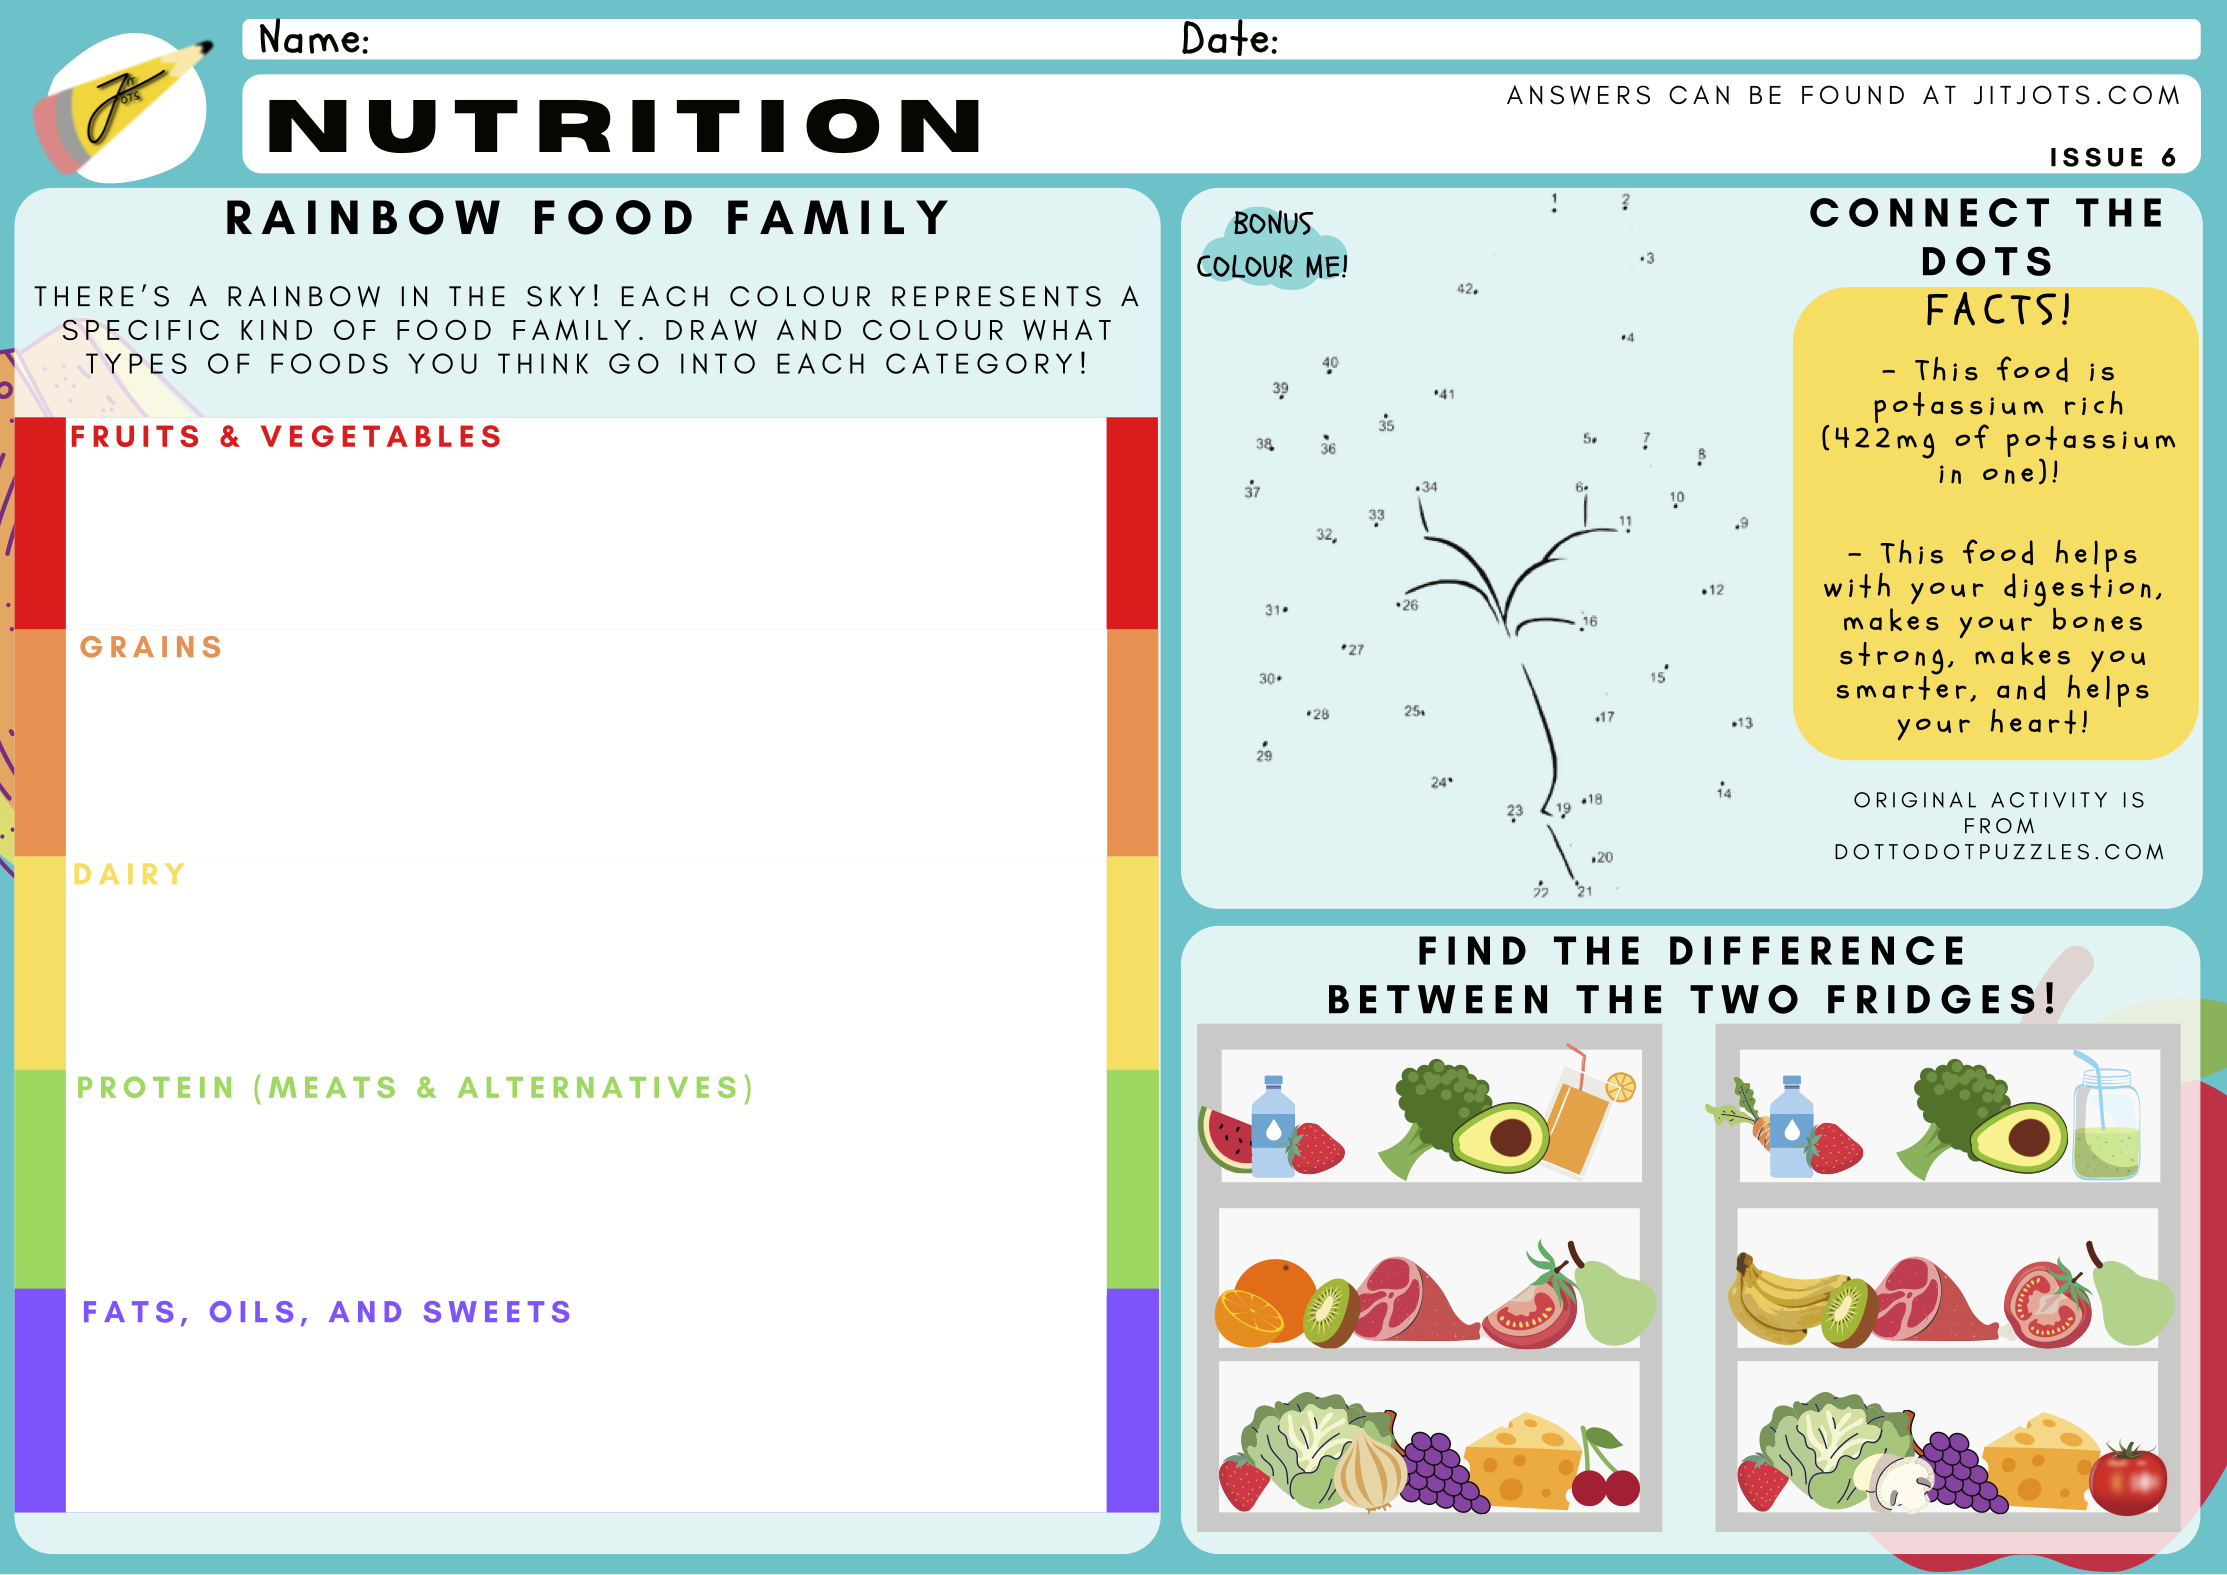 Name:
Date:
JIT
JOTS
NUTRITION
ANSWERS CAN BE FOUND AT JITJOTS.COM
ISSUE 6
RAINBOW FOOD FAMILY
THERE'S A RAINBOW IN THE SKY! EACH COLOUR REPRESENTS A
SPECIFIC KIND OF FOOD FAMILY. DRAW AND COLOUR WHAT
TYPES OF FOODS YOU THINK GO INTO EACH CATEGORY!
FRUITS & VEGETABLES
GRAINS
DAIRY
PROTEIN (MEATS & ALTERNATIVES)
FATS, OILS, AND SWEETS
BONUS
COLOUR ME!
1
2
3
42
4
40
39
41
35
38
36
5
7
8
37
34
6
10
33
11
9
32
12
31
26
16
27
30
15
28
25
17
13
29
24
14
23
19
18
20
22
21
CONNECT THE
DOTS
FACTS!
- This food is
potassium rich
(422mg of potassium
in one)!
- This food helps
with your digestion,
makes your bones
strong, makes you
smarter, and helps
your heart!
ORIGINAL ACTIVITY IS
FROM
DOTTODOTPUZZLES.COM
FIND THE DIFFERENCE
BETWEEN THE TWO FRIDGES!